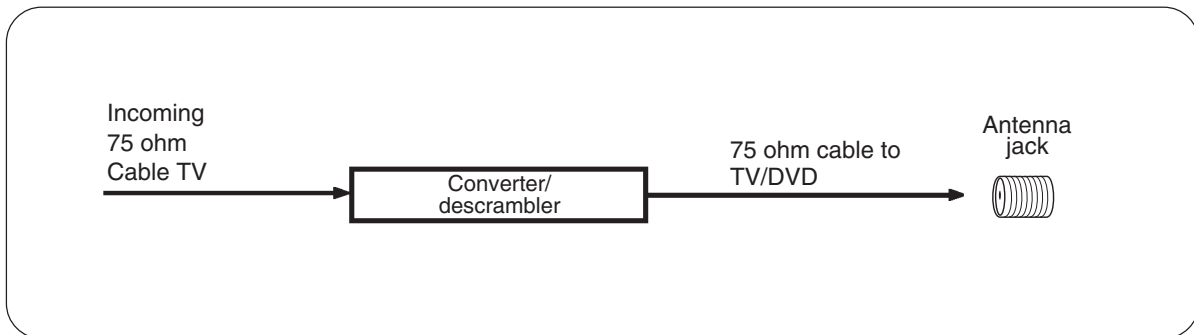 Incoming
75 ohm
Cable TV
Converter/
descrambler
75 ohm cable to
TV/DVD
Antenna
jack